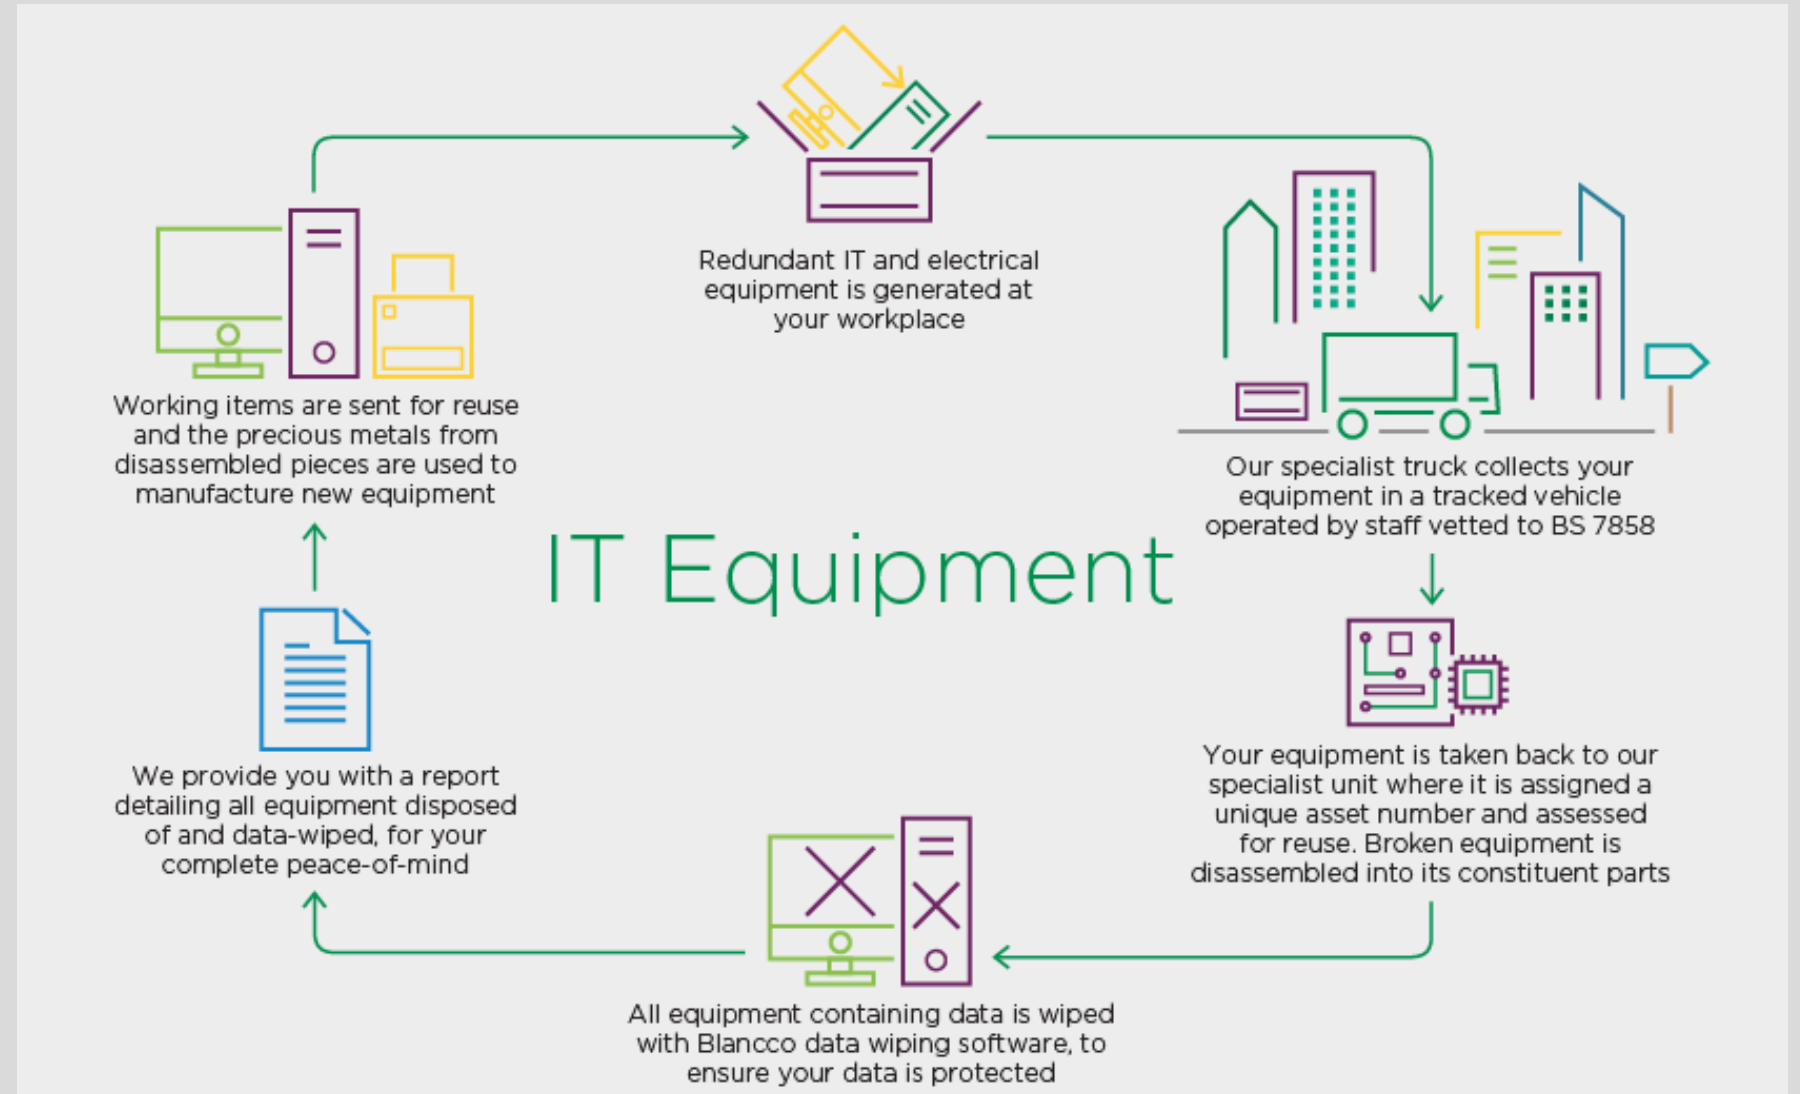 Redundant IT and electrical
equipment is generated at
your workplace
Our specialist truck collects your
equipment in a tracked vehicle
operated by staff vetted to BS 7858
Your equipment is taken back to our
specialist unit where it is assigned a
unique asset number and assessed
for reuse. Broken equipment is
disassembled into its constituent parts
All equipment containing data is wiped
with Blancco data wiping software, to
ensure your data is protected
We provide you with a report
detailing all equipment disposed
of and data-wiped, for your
complete peace-of-mind
Working items are sent for reuse
and the precious metals from
disassembled pieces are used to
manufacture new equipment
IT Equipment